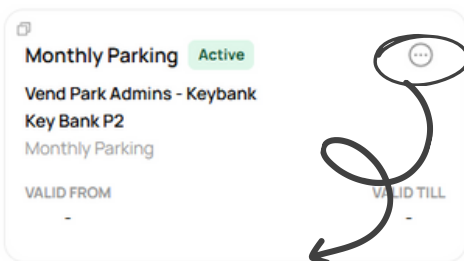 Monthly Parking Active
Vend Park Admins - Keybank
Key Bank P2
Monthly Parking
VALID FROM VALID TILL
- -